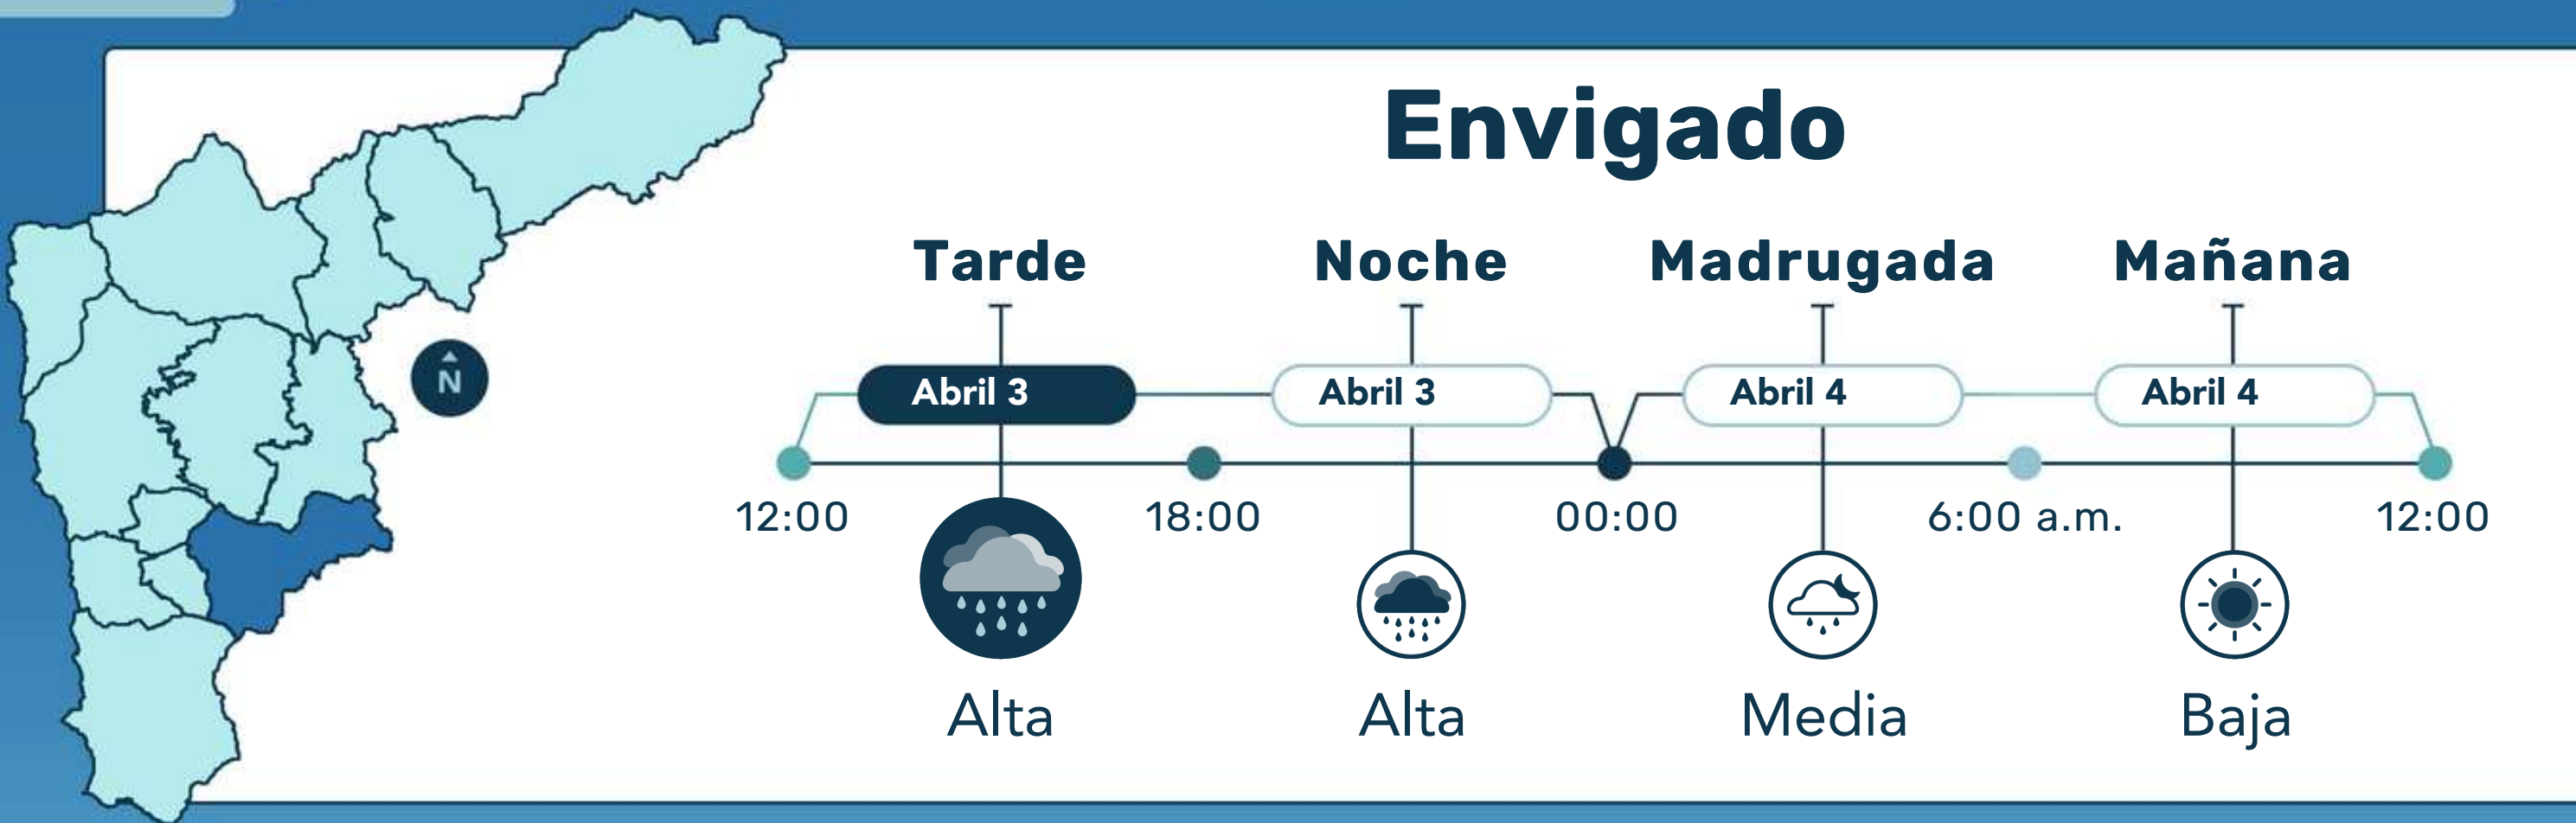 Envigado
Tarde Noche Madrugada Mañana
Abril 3 Abril 3 Abril 4 Abril 4
N
12:00 18:00 00:00 6:00 a.m. 12:00
Alta Alta Media Baja